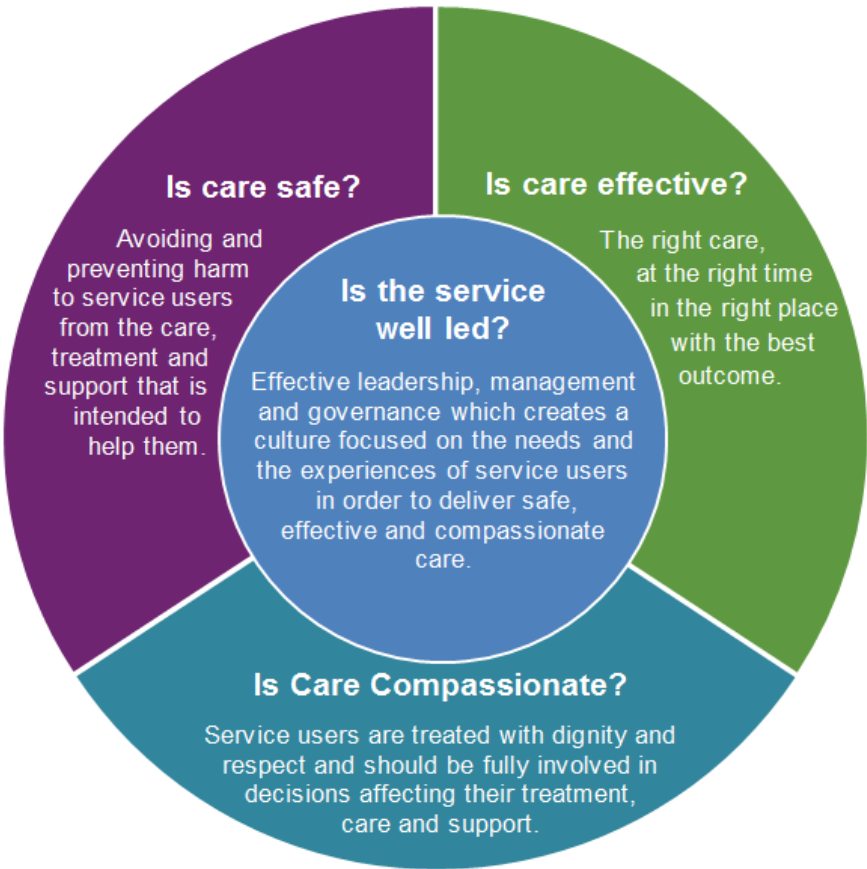 Is care safe?
Avoiding and
preventing harm
to service users
from the care,
treatment and
support that is
intended to
help them.
Is care effective?
The right care,
at the right time
in the right place
with the best
outcome.
Is the service
well led?
Effective leadership, management
and governance which creates a
culture focused on the needs and
the experiences of service users
in order to deliver safe,
effective and compassionate
care.
Is Care Compassionate?
Service users are treated with dignity and
respect and should be fully involved in
decisions affecting their treatment,
care and support.